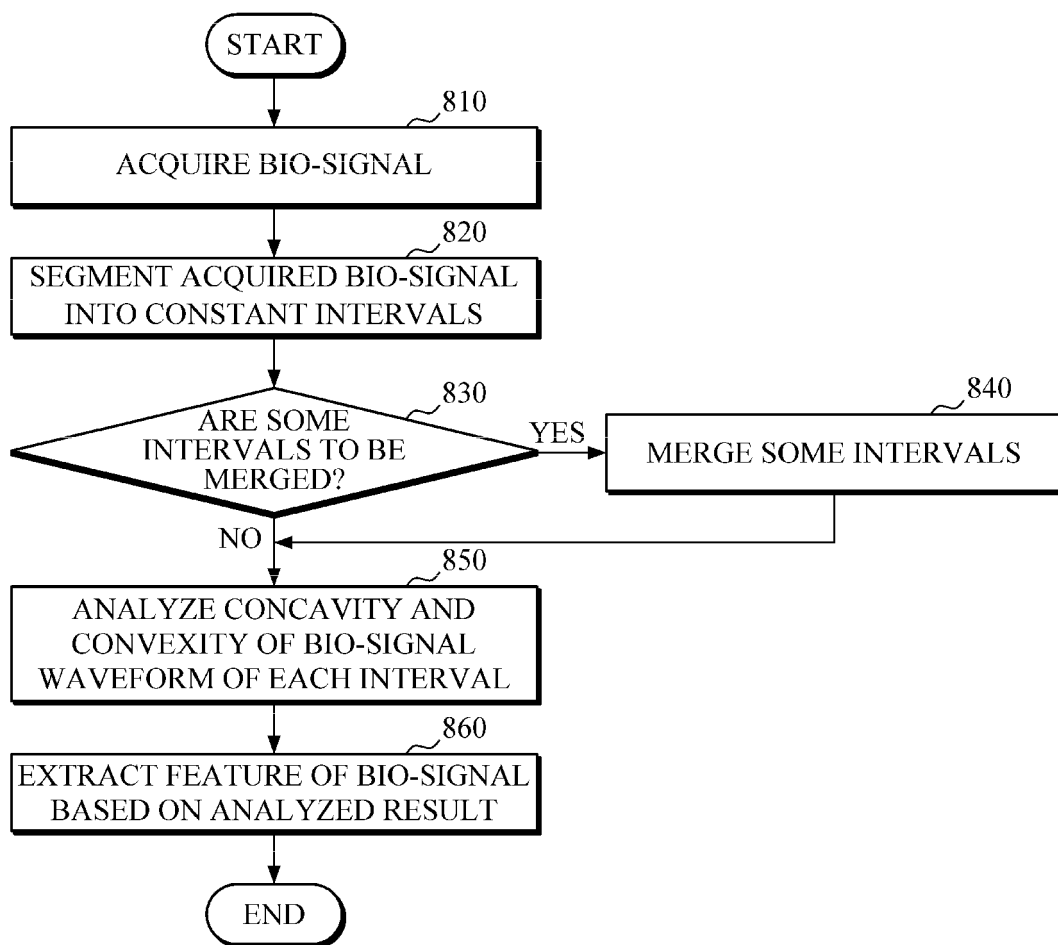 START
810
ACQUIRE BIO-SIGNAL
820
SEGMENT ACQUIRED BIO-SIGNAL
INTO CONSTANT INTERVALS
830
ARE SOME
INTERVALS TO BE
MERGED?
YES
840
MERGE SOME INTERVALS
NO
850
ANALYZE CONCAVITY AND
CONVEXITY OF BIO-SIGNAL
WAVEFORM OF EACH INTERVAL
860
EXTRACT FEATURE OF BIO-SIGNAL
BASED ON ANALYZED RESULT
END